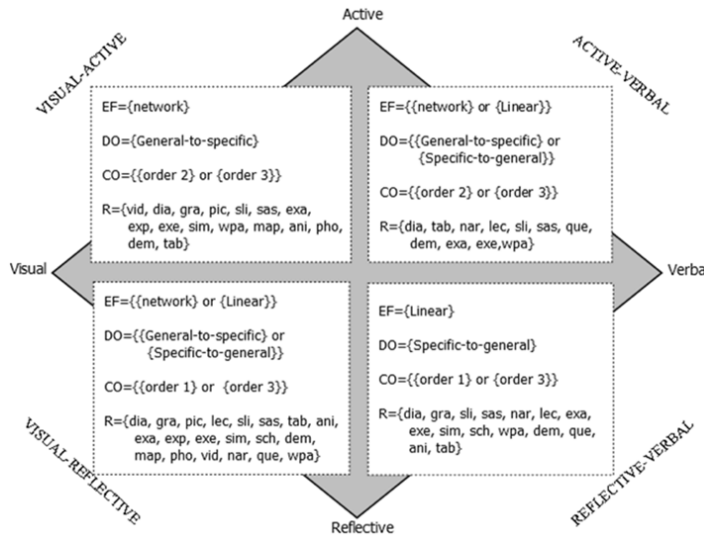 Active
VISUAL-ACTIVE
ACTIVE-VERBAL
EF={network}
DO={General-to-specific}
CO={{order 2} or {order 3}}
R={vid, dia, gra, pic, sli, sas, exa,
exp, exe, sim, wpa, map, ani, pho,
dem, tab}
EF={{network} or {Linear}}
DO={{General-to-specific} or
{Specific-to-general}}
CO={{order 2} or {order 3}}
R={dia, tab, nar, lec, sli, sas, que,
dem, exa, exe,wpa}
Visual
Verba
EF={{network} or {Linear}}
DO={{General-to-specific} or
{Specific-to-general}}
CO={{order 1} or {order 3}}
R={dia, gra, pic, lec, sli, sas, tab, ani,
exa, exp, exe, sim, sch, dem,
map, pho, vid, nar, que, wpa}
EF={Linear}
DO={Specific-to-general}
CO={{order 1} or {order 3}}
R={dia, gra, sli, sas, nar, lec, exa,
exe, sim, sch, wpa, dem, que,
ani, tab}
VISUAL-REFLECTIVE
REFLECTIVE-VERBAL
Reflective